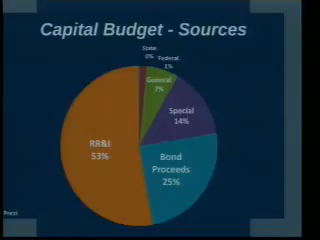 Capital Budget - Sources
State
0%
Federal
1%
General
7%
Special
14%
RR&I
53%
Bond
Proceeds
25%